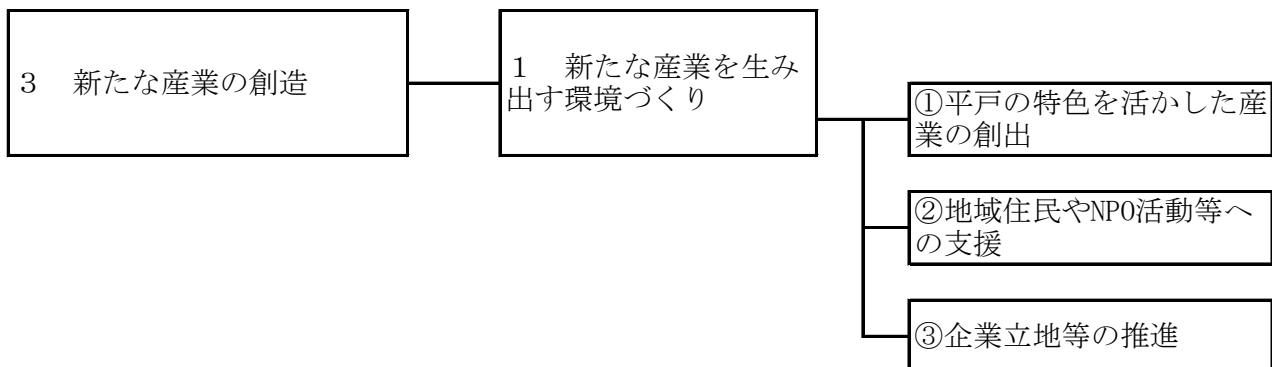 ３　新たな産業の創造
１　新たな産業を生み
出す環境づくり
①平戸の特色を活かした産
業の創出
②地域住民やNPO活動等へ
の支援
③企業立地等の推進